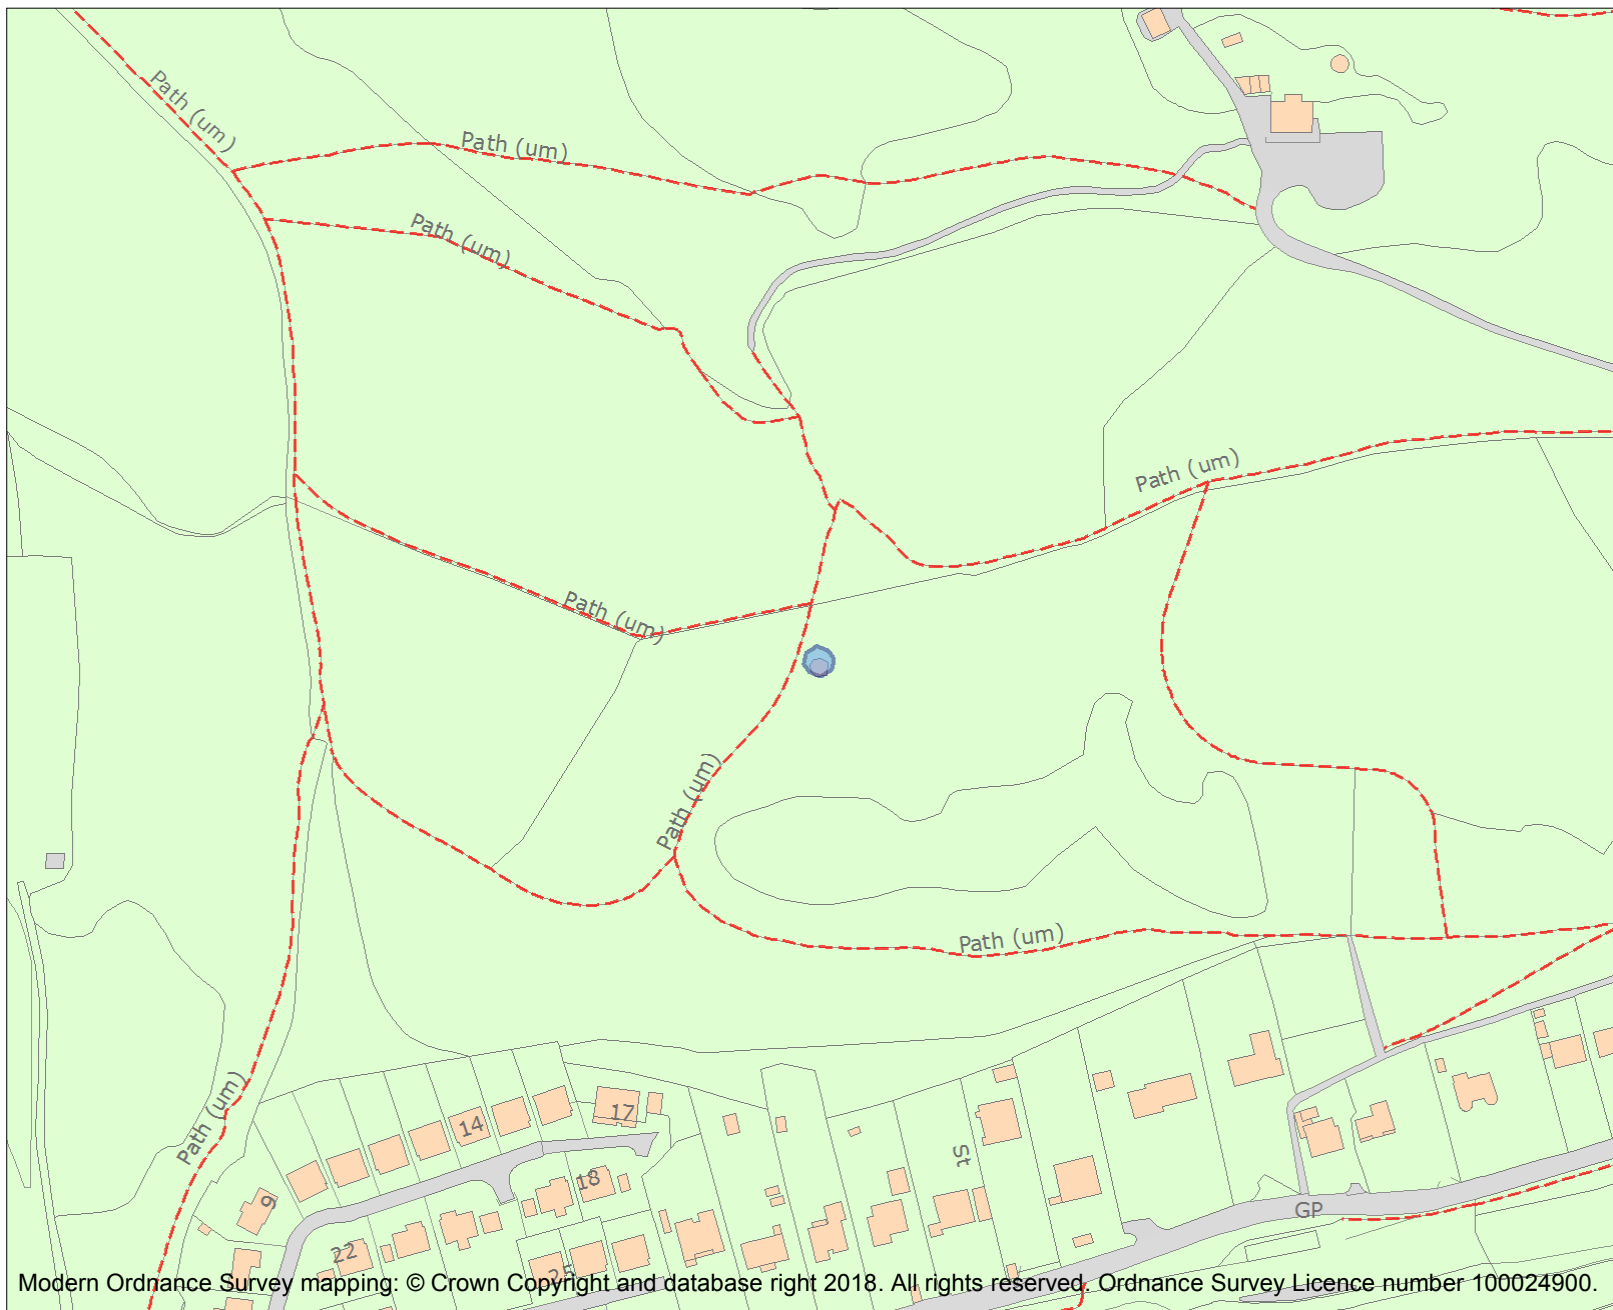 Path (um)
Path (um)
Path (um)
Path (um)
Path (um)
Path (um)
Path (um)
Path (um)
17
14
St
18
9
GP
22
25
Modern Ordnance Survey mapping: © Crown Copyright and database right 2018. All rights reserved. Ordnance Survey Licence number 100024900.